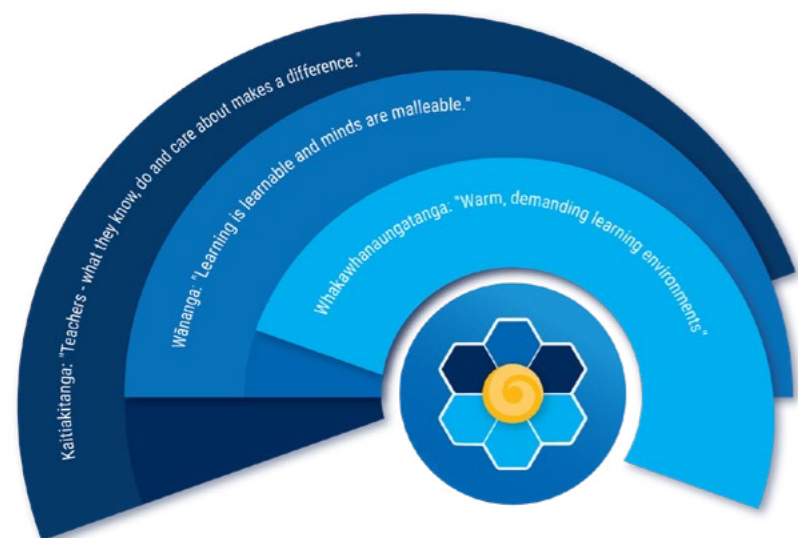 Kaitiakitanga: "Teachers - what they know, do and care about makes a difference."
Wānanga: "Learning is learnable and minds are malleable."
Whakawhanaungatanga: "Warm, demanding learning environments"